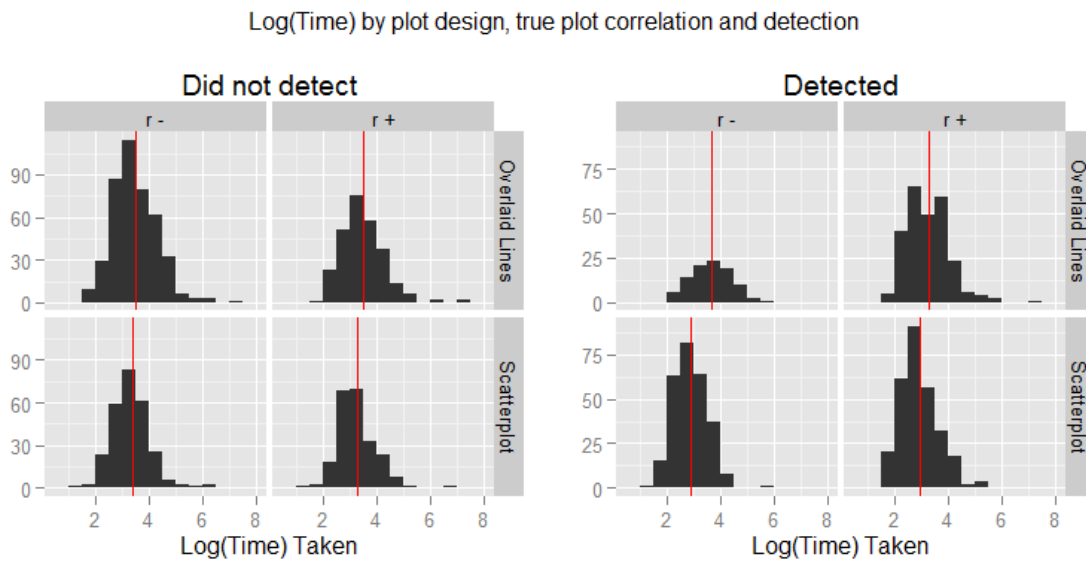 Log(Time) by plot design, true plot correlation and detection
Did not detect
r -
r +
90
60
30
0
Overlaid Lines
90
60
30
0
Scatterplot
2 4 6 8
2 4 6 8
Log(Time) Taken
Detected
r -
r +
75
50
25
0
Overlaid Lines
75
50
25
0
Scatterplot
2 4 6 8
2 4 6 8
Log(Time) Taken